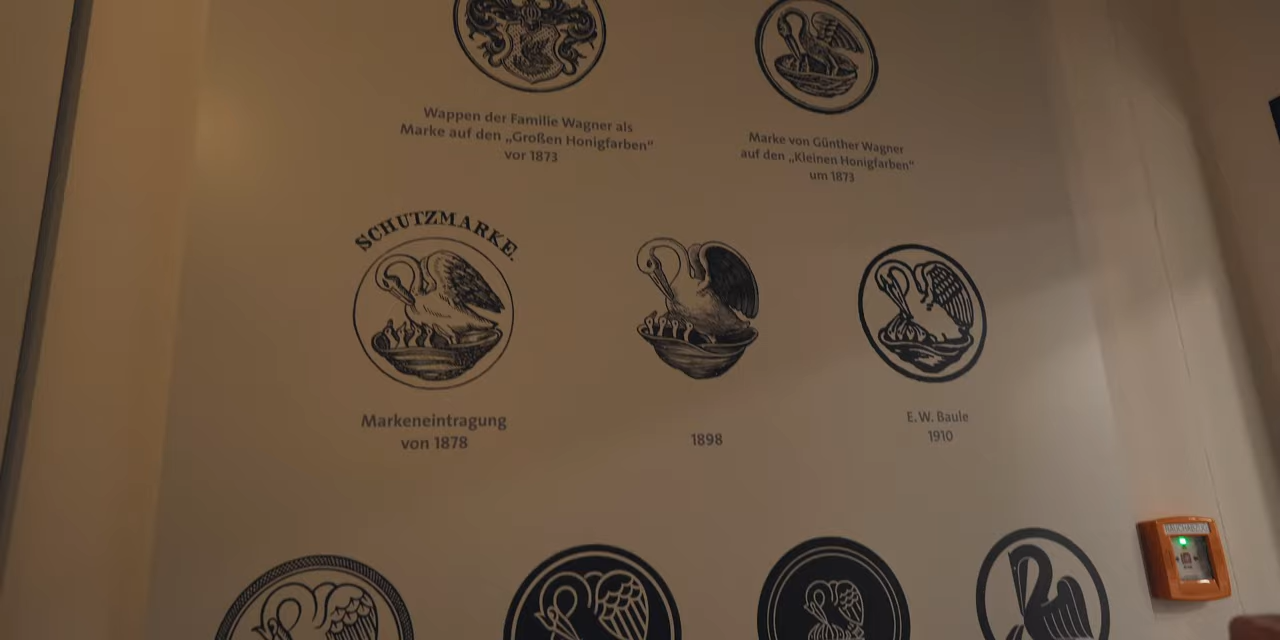 Wappen der Familie Wagner als
Marke auf den „Großen Honigfarben“
vor 1873
Marke von Günther Wagner
auf den „Kleinen Honigfarben“
um 1873
SCHUTZMARKE.
Markeneintragung
von 1878
1898
E. W. Baule
1910